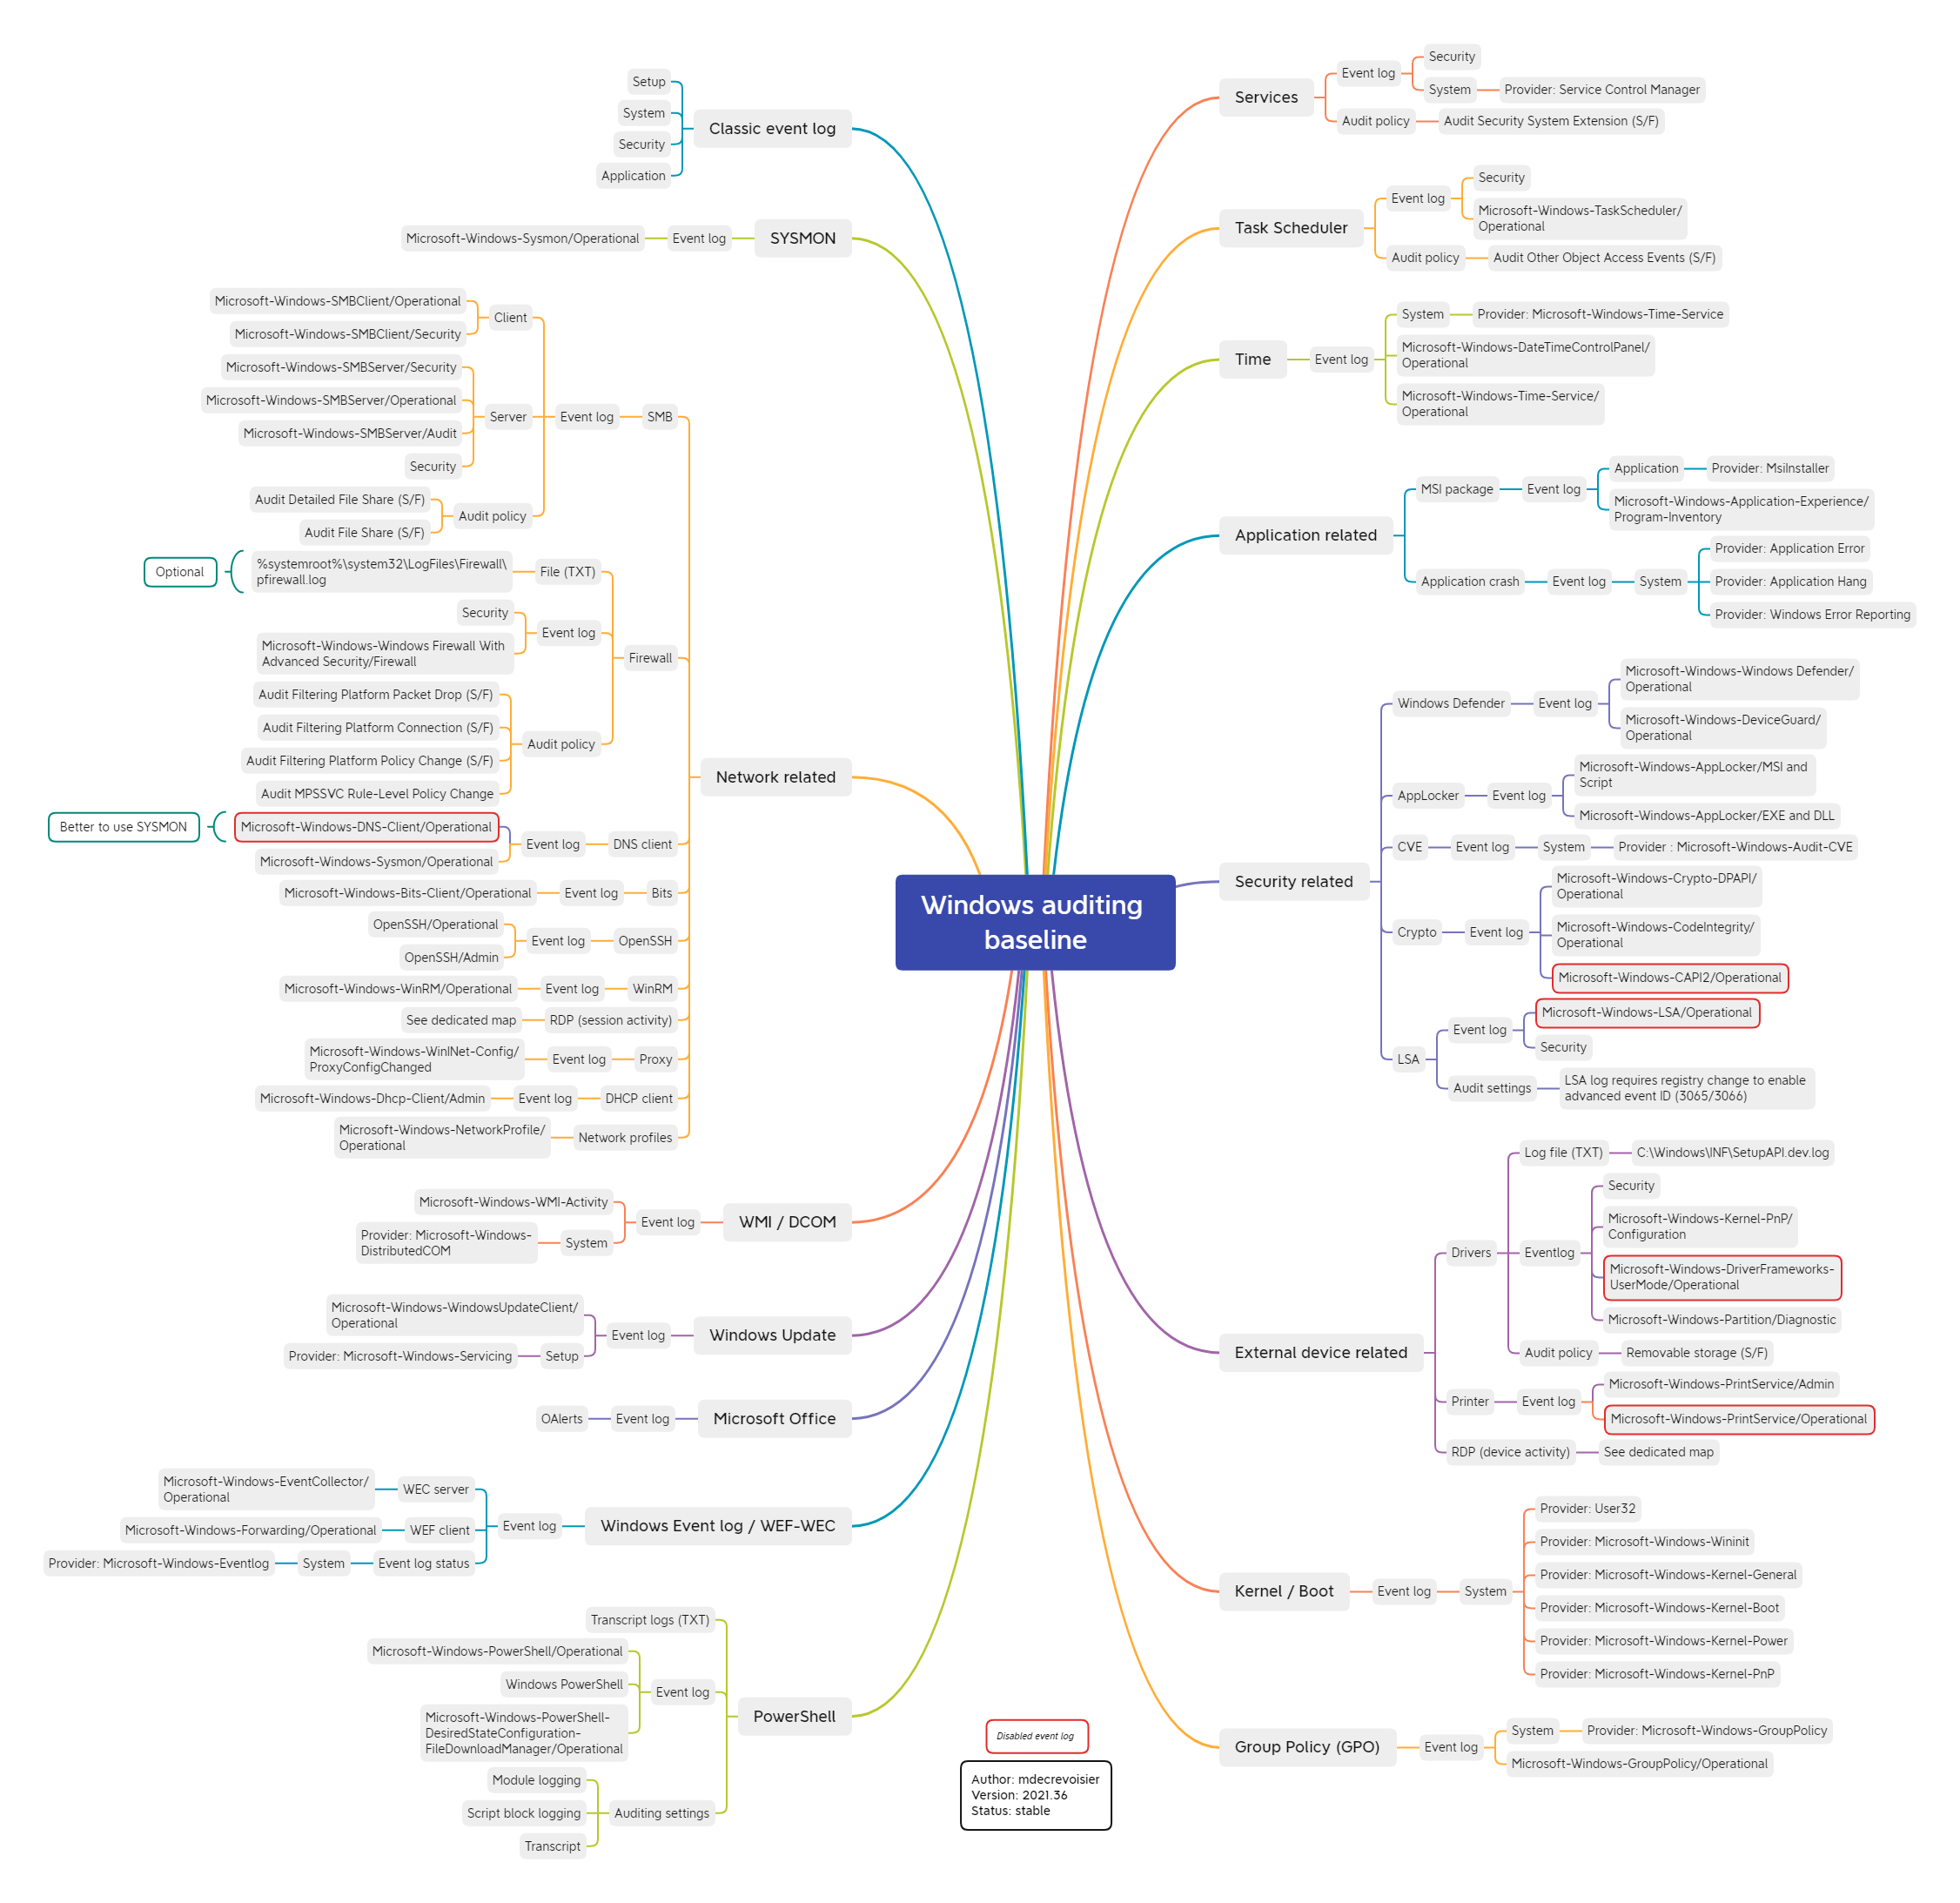 Windows auditing
baseline
Classic event log
Setup
System
Security
Application
SYSMON
Event log
Microsoft-Windows-Sysmon/Operational
Network related
SMB
Event log
Client
Microsoft-Windows-SMBClient/Operational
Microsoft-Windows-SMBClient/Security
Server
Microsoft-Windows-SMBServer/Security
Microsoft-Windows-SMBServer/Operational
Microsoft-Windows-SMBServer/Audit
Security
Audit policy
Audit Detailed File Share (S/F)
Audit File Share (S/F)
Firewall
File (TXT)
%systemroot%\system32\LogFiles\Firewall\
pfirewall.log
Optional
Event log
Security
Microsoft-Windows-Windows Firewall With
Advanced Security/Firewall
Audit policy
Audit Filtering Platform Packet Drop (S/F)
Audit Filtering Platform Connection (S/F)
Audit Filtering Platform Policy Change (S/F)
Audit MPSSVC Rule-Level Policy Change
DNS client
Event log
Microsoft-Windows-DNS-Client/Operational
Better to use SYSMON
Microsoft-Windows-Sysmon/Operational
Bits
Event log
Microsoft-Windows-Bits-Client/Operational
OpenSSH
Event log
OpenSSH/Operational
OpenSSH/Admin
WinRM
Event log
Microsoft-Windows-WinRM/Operational
RDP (session activity)
See dedicated map
Proxy
Event log
Microsoft-Windows-WinINet-Config/
ProxyConfigChanged
DHCP client
Event log
Microsoft-Windows-Dhcp-Client/Admin
Network profiles
Microsoft-Windows-NetworkProfile/
Operational
WMI / DCOM
Event log
Microsoft-Windows-WMI-Activity
System
Provider: Microsoft-Windows-
DistributedCOM
Windows Update
Event log
Microsoft-Windows-WindowsUpdateClient/
Operational
Setup
Provider: Microsoft-Windows-Servicing
Microsoft Office
Event log
OAlerts
Windows Event log / WEF-WEC
Event log
WEC server
Microsoft-Windows-EventCollector/
Operational
WEF client
Microsoft-Windows-Forwarding/Operational
Event log status
System
Provider: Microsoft-Windows-Eventlog
PowerShell
Transcript logs (TXT)
Event log
Microsoft-Windows-PowerShell/Operational
Windows PowerShell
Microsoft-Windows-PowerShell-
DesiredStateConfiguration-
FileDownloadManager/Operational
Auditing settings
Module logging
Script block logging
Transcript
Services
Event log
Security
System
Provider: Service Control Manager
Audit policy
Audit Security System Extension (S/F)
Task Scheduler
Event log
Security
Microsoft-Windows-TaskScheduler/
Operational
Audit policy
Audit Other Object Access Events (S/F)
Time
Event log
System
Provider: Microsoft-Windows-Time-Service
Microsoft-Windows-DateTimeControlPanel/
Operational
Microsoft-Windows-Time-Service/
Operational
Application related
MSI package
Event log
Application
Provider: MsiInstaller
Microsoft-Windows-Application-Experience/
Program-Inventory
Application crash
Event log
System
Provider: Application Error
Provider: Application Hang
Provider: Windows Error Reporting
Security related
Windows Defender
Event log
Microsoft-Windows-Windows Defender/
Operational
Microsoft-Windows-DeviceGuard/
Operational
AppLocker
Event log
Microsoft-Windows-AppLocker/MSI and
Script
Microsoft-Windows-AppLocker/EXE and DLL
CVE
Event log
System
Provider : Microsoft-Windows-Audit-CVE
Crypto
Event log
Microsoft-Windows-Crypto-DPAPI/
Operational
Microsoft-Windows-CodeIntegrity/
Operational
Microsoft-Windows-CAPI2/Operational
LSA
Event log
Microsoft-Windows-LSA/Operational
Security
Audit settings
LSA log requires registry change to enable
advanced event ID (3065/3066)
External device related
Drivers
Log file (TXT)
C:\Windows\INF\SetupAPI.dev.log
Eventlog
Security
Microsoft-Windows-Kernel-PnP/
Configuration
Microsoft-Windows-DriverFrameworks-
UserMode/Operational
Microsoft-Windows-Partition/Diagnostic
Audit policy
Removable storage (S/F)
Printer
Event log
Microsoft-Windows-PrintService/Admin
Microsoft-Windows-PrintService/Operational
RDP (device activity)
See dedicated map
Kernel / Boot
Event log
System
Provider: User32
Provider: Microsoft-Windows-Wininit
Provider: Microsoft-Windows-Kernel-General
Provider: Microsoft-Windows-Kernel-Boot
Provider: Microsoft-Windows-Kernel-Power
Provider: Microsoft-Windows-Kernel-PnP
Group Policy (GPO)
Event log
System
Provider: Microsoft-Windows-GroupPolicy
Microsoft-Windows-GroupPolicy/Operational
Disabled event log
Author: mdecrevoisier
Version: 2021.36
Status: stable